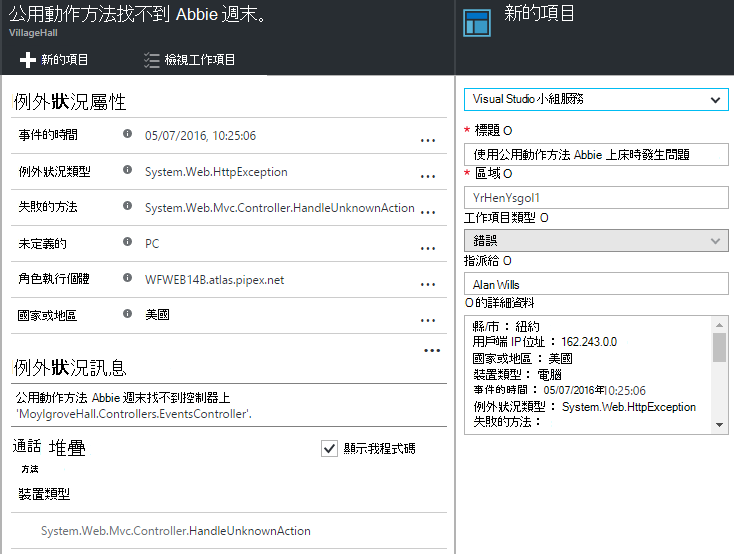 公用動作方法找不到 Abbie 週末。
VillageHall
新的項目
檢視工作項目
例外狀況屬性
事件的時間 05/07/2016, 10:25:06 ...
例外狀況類型 System.Web.HttpException ...
失敗的方法 System.Web.Mvc.Controller.HandleUnknownAction ...
未定義的 PC ...
角色執行個體 WFWEB14B.atlas.pipex.net ...
國家或地區 美國 ...
...
例外狀況訊息
公用動作方法 Abbie 週末找不到控制器上
'MoylgroveHall.Controllers.EventsController'.
通話 堆疊
顯示我程式碼
方法
裝置類型
System.Web.Mvc.Controller.HandleUnknownAction
新的項目
Visual Studio 小組服務
* 標題 O
使用公用動作方法 Abbie 上床時發生問題
* 區域 O
YrHenYsgol1
工作項目類型 O
錯誤
指派給 O
Alan Wills
O 的詳細資料
縣/市： 紐約
用戶端 IP 位址： 162.243.0.0
國家或地區： 美國
裝置類型： 電腦
事件的時間： 05/07/2016年10:25:06
例外狀況類型： System.Web.HttpException
失敗的方法：